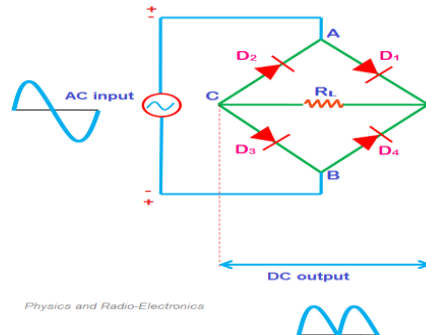 +
-
A
D2
D1
AC input
C
RL
D3
D4
B
-
+
DC output
Physics and Radio-Electronics